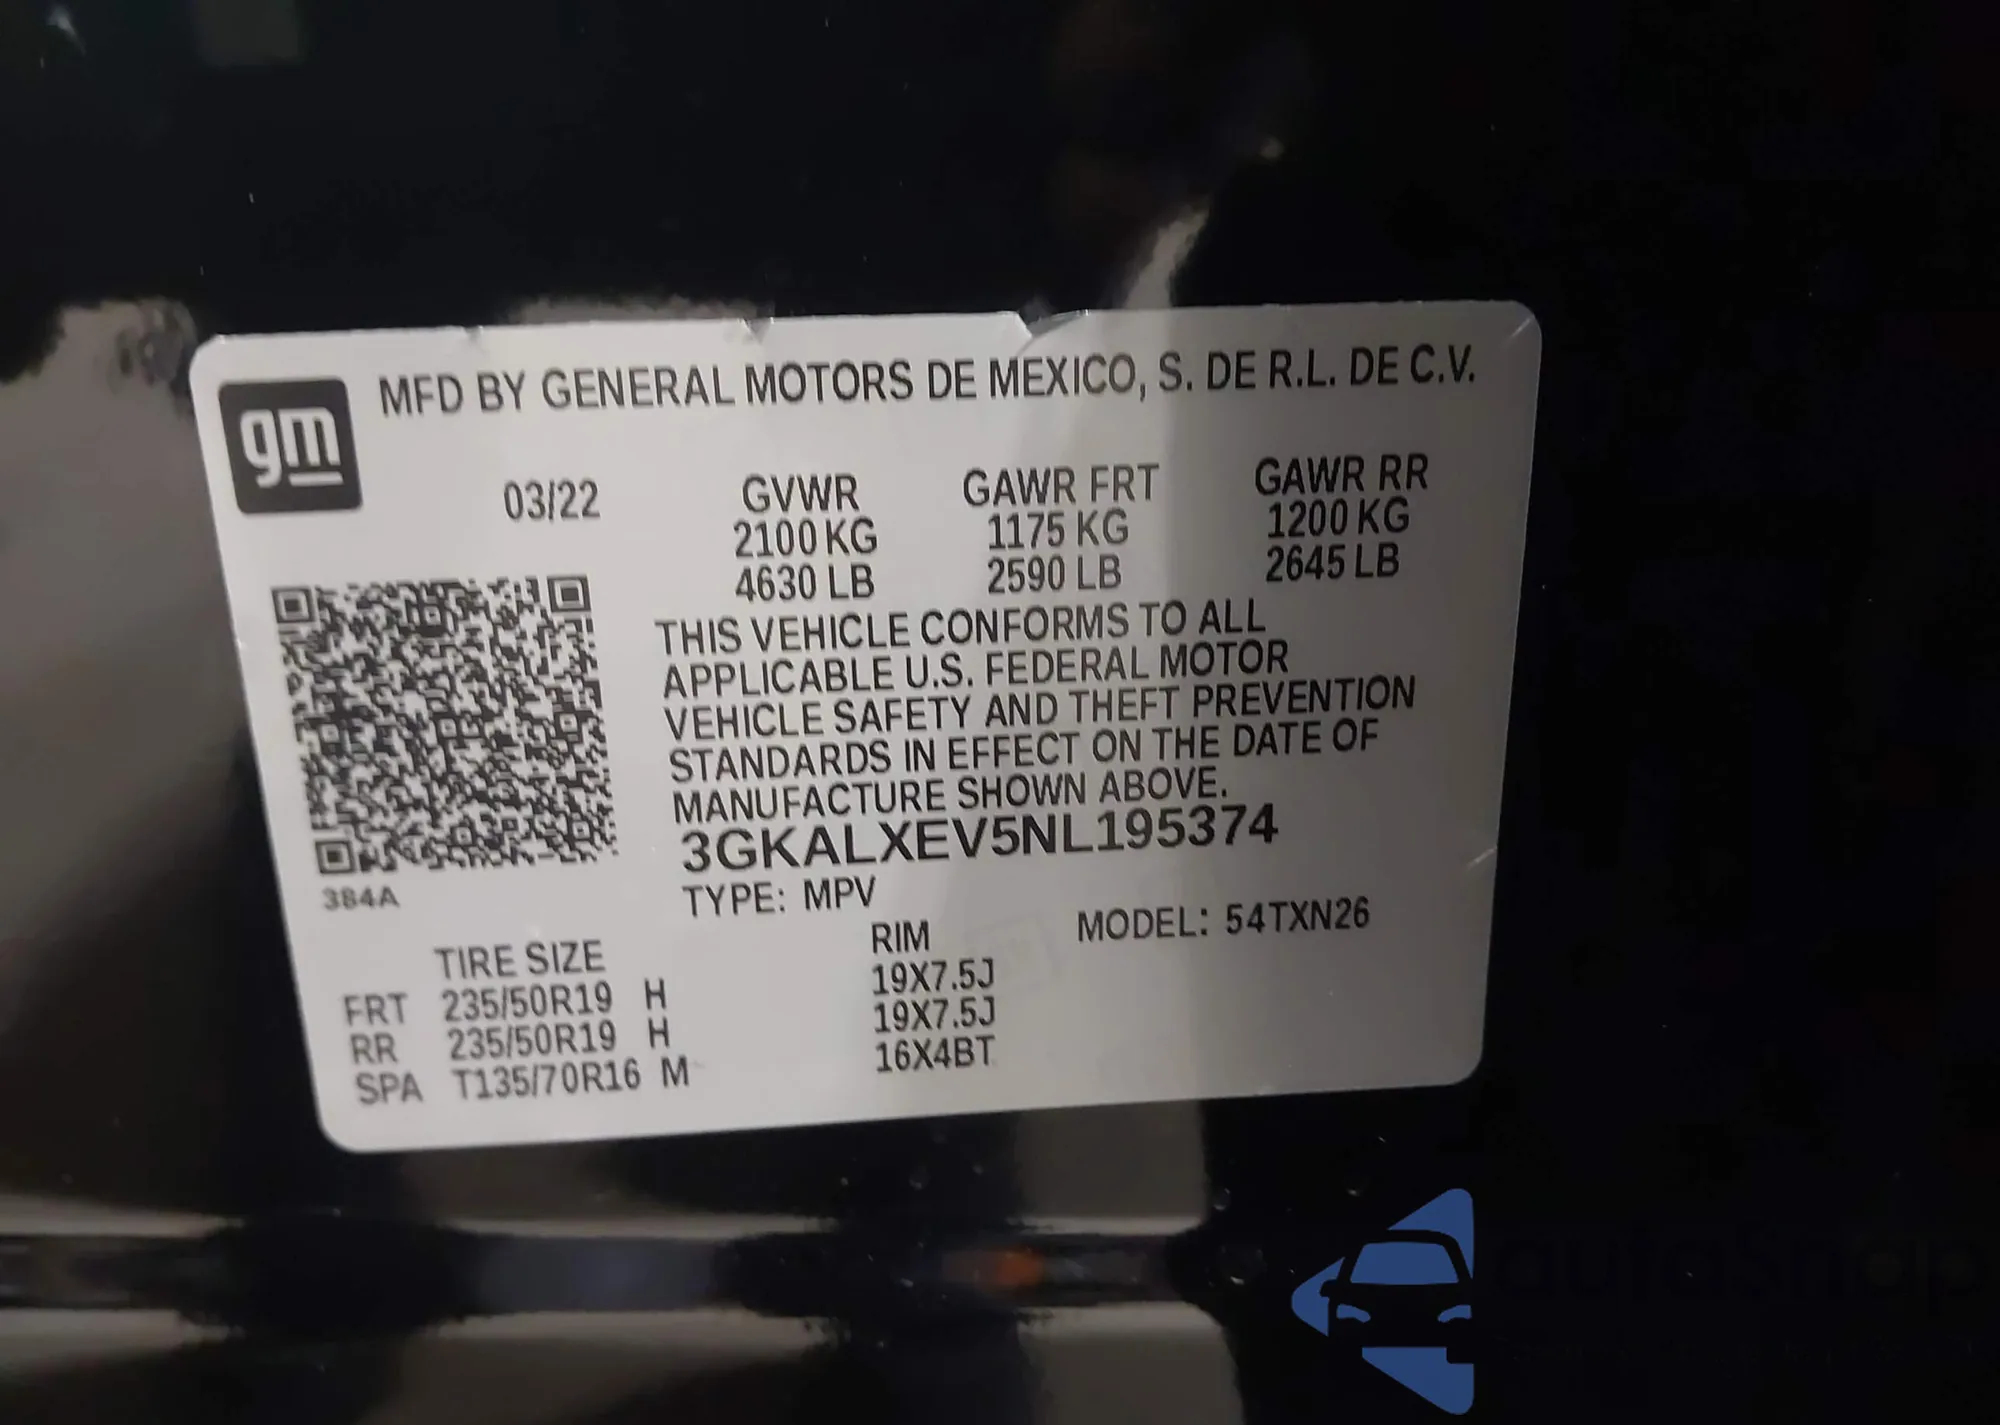 gm
MFD BY GENERAL MOTORS DE MEXICO, S. DE R.L. DE C.V.
03/22 GVWR GAWR FRT GAWR RR
2100 KG 1175 KG 1200 KG
4630 LB 2590 LB 2645 LB
THIS VEHICLE CONFORMS TO ALL
APPLICABLE U.S. FEDERAL MOTOR
VEHICLE SAFETY AND THEFT PREVENTION
STANDARDS IN EFFECT ON THE DATE OF
MANUFACTURE SHOWN ABOVE.
3GKALXEV5NL195374
384A
TYPE: MPV MODEL: 54TXN26
TIRE SIZE RIM
FRT 235/50R19 H 19X7.5J
RR 235/50R19 H 19X7.5J
SPA T135/70R16 M 16X4BT